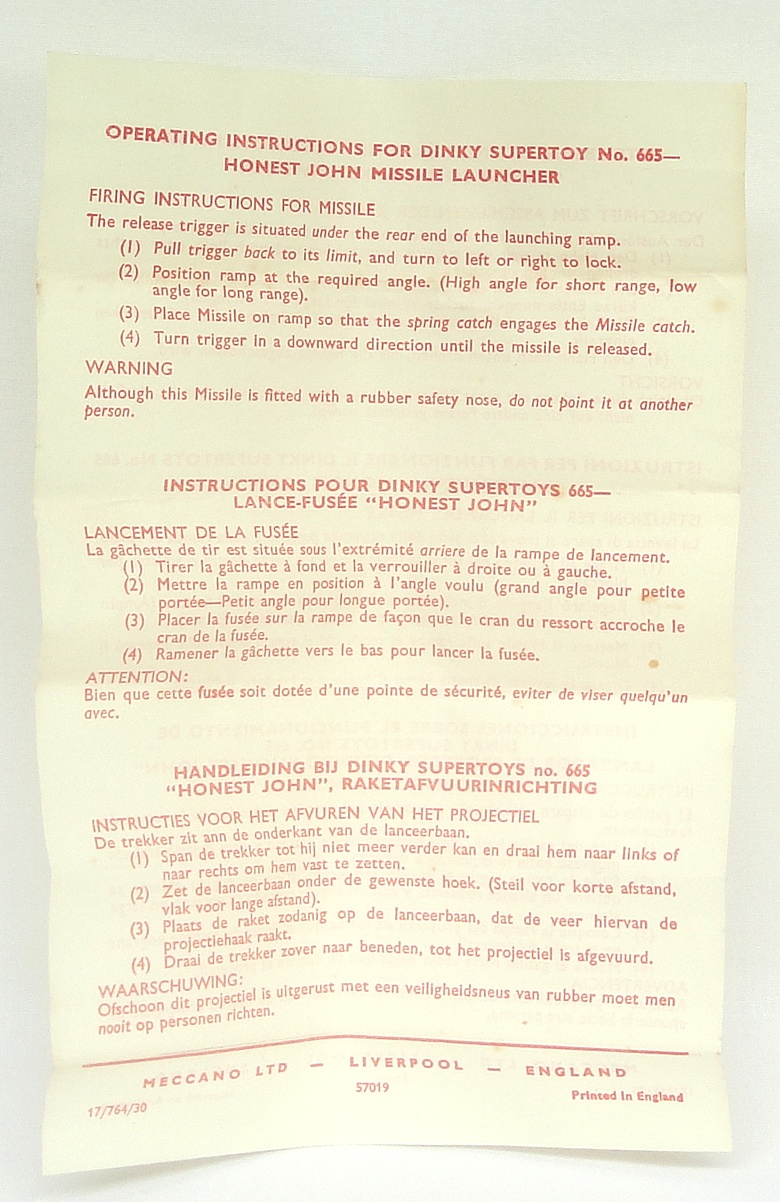 OPERATING INSTRUCTIONS FOR DINKY SUPERTOY No. 665—
HONEST JOHN MISSILE LAUNCHER
FIRING INSTRUCTIONS FOR MISSILE
The release trigger is situated under the rear end of the launching ramp.
(1) Pull trigger back to its limit, and turn to left or right to lock.
(2) Position ramp at the required angle. (High angle for short range, low
angle for long range).
(3) Place Missile on ramp so that the spring catch engages the Missile catch.
(4) Turn trigger in a downward direction until the missile is released.
WARNING
Although this Missile is fitted with a rubber safety nose, do not point it at another
person.
INSTRUCTIONS POUR DINKY SUPERTOYS 665—
LANCE-FUSÉE “HONEST JOHN”
LANCEMENT DE LA FUSÉE
La gâchette de tir est située sous l'extrémité arriere de la rampe de lancement.
(1) Tirer la gâchette à fond et la verrouiller à droite ou à gauche.
(2) Mettre la rampe en position à l'angle voulu (grand angle pour petite
portée—Petit angle pour longue portée).
(3) Placer la fusée sur la rampe de façon que le cran du ressort accroche le
cran de la fusée.
(4) Ramener la gâchette vers le bas pour lancer la fusée.
ATTENTION:
Bien que cette fusée soit dotée d'une pointe de sécurité, eviter de viser quelqu'un
avec.
HANDLEIDING BIJ DINKY SUPERTOYS no. 665
“HONEST JOHN”, RAKETAFVUURINRICHTING
INSTRUCTIES VOOR HET AFVUREN VAN HET PROJECTIEL
De trekker zit ann de onderkant van de lanceerbaan.
(1) Span de trekker tot hij niet meer verder kan en draai hem naar links of
naar rechts om hem vast te zetten.
(2) Zet de lanceerbaan onder de gewenste hoek. (Steil voor korte afstand,
vlak voor lange afstand).
(3) Plaats de raket zodanig op de lanceerbaan, dat de veer hiervan de
projectiehaak raakt.
(4) Draai de trekker zover naar beneden, tot het projectiel is afgevuurd.
WAARSCHUWING:
Ofschoon dit projectiel is uitgerust met een veiligheidsneus van rubber moet men
nooit op personen richten.
MECCANO LTD — LIVERPOOL — ENGLAND
57019
17/764/30
Printed in England